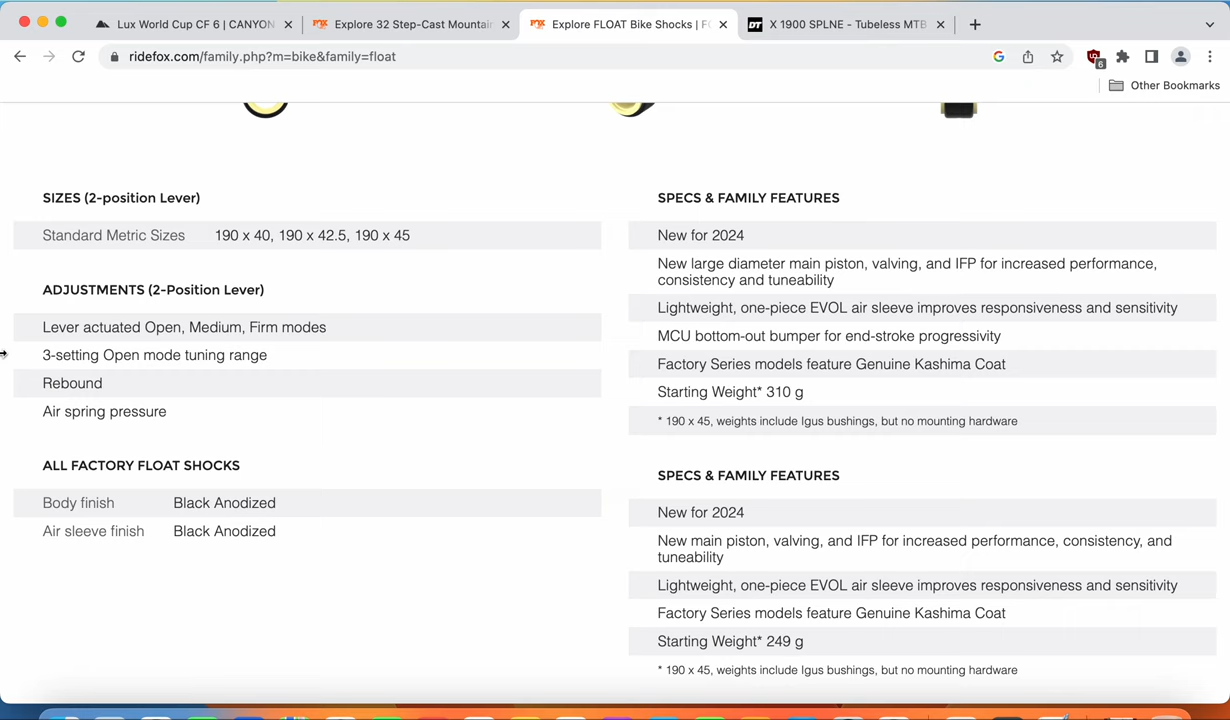 Lux World Cup CF 6 | CANYON
Explore 32 Step-Cast Mountain
Explore FLOAT Bike Shocks | FO
X 1900 SPLNE - Tubeless MTB
ridefox.com/family.php?m=bike&family=float
6
Other Bookmarks
SIZES (2-position Lever)
Standard Metric Sizes 190 x 40, 190 x 42.5, 190 x 45
ADJUSTMENTS (2-Position Lever)
Lever actuated Open, Medium, Firm modes
3-setting Open mode tuning range
Rebound
Air spring pressure
ALL FACTORY FLOAT SHOCKS
Body finish Black Anodized
Air sleeve finish Black Anodized
SPECS & FAMILY FEATURES
New for 2024
New large diameter main piston, valving, and IFP for increased performance,
consistency and tuneability
Lightweight, one-piece EVOL air sleeve improves responsiveness and sensitivity
MCU bottom-out bumper for end-stroke progressivity
Factory Series models feature Genuine Kashima Coat
Starting Weight* 310 g
* 190 x 45, weights include Igus bushings, but no mounting hardware
SPECS & FAMILY FEATURES
New for 2024
New main piston, valving, and IFP for increased performance, consistency, and
tuneability
Lightweight, one-piece EVOL air sleeve improves responsiveness and sensitivity
Factory Series models feature Genuine Kashima Coat
Starting Weight* 249 g
* 190 x 45, weights include Igus bushings, but no mounting hardware